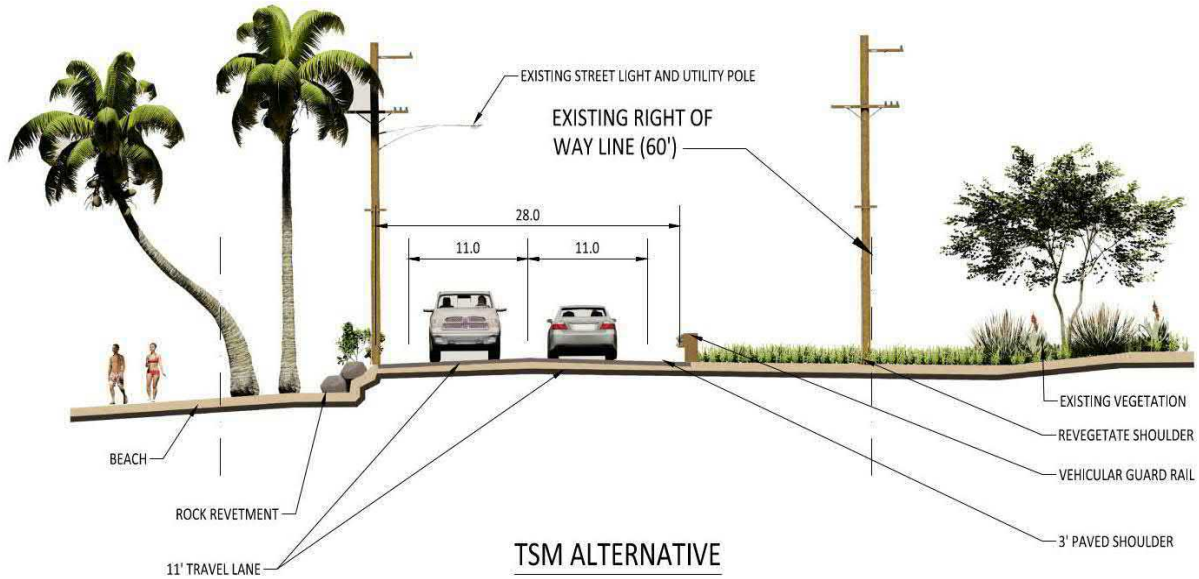 EXISTING STREET LIGHT AND UTILITY POLE
EXISTING RIGHT OF
WAY LINE (60')
28.0
11.0
11.0
EXISTING VEGETATION
BEACH
REVEGETATE SHOULDER
VEHICULAR GUARD RAIL
ROCK REVETMENT
3' PAVED SHOULDER
TSM ALTERNATIVE
11' TRAVEL LANE